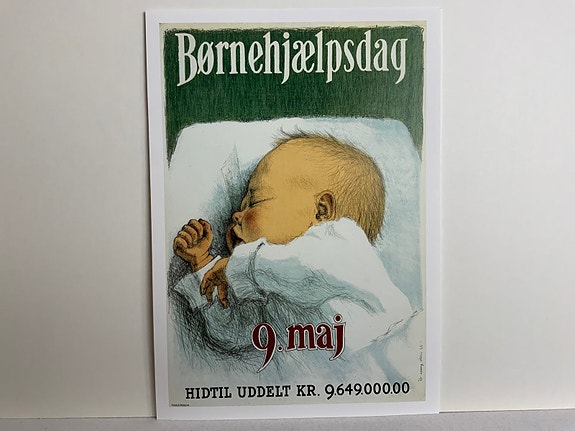 Børnehjælpsdag
9. maj
HIDTIL UDDELT KR. 9.649.000.00